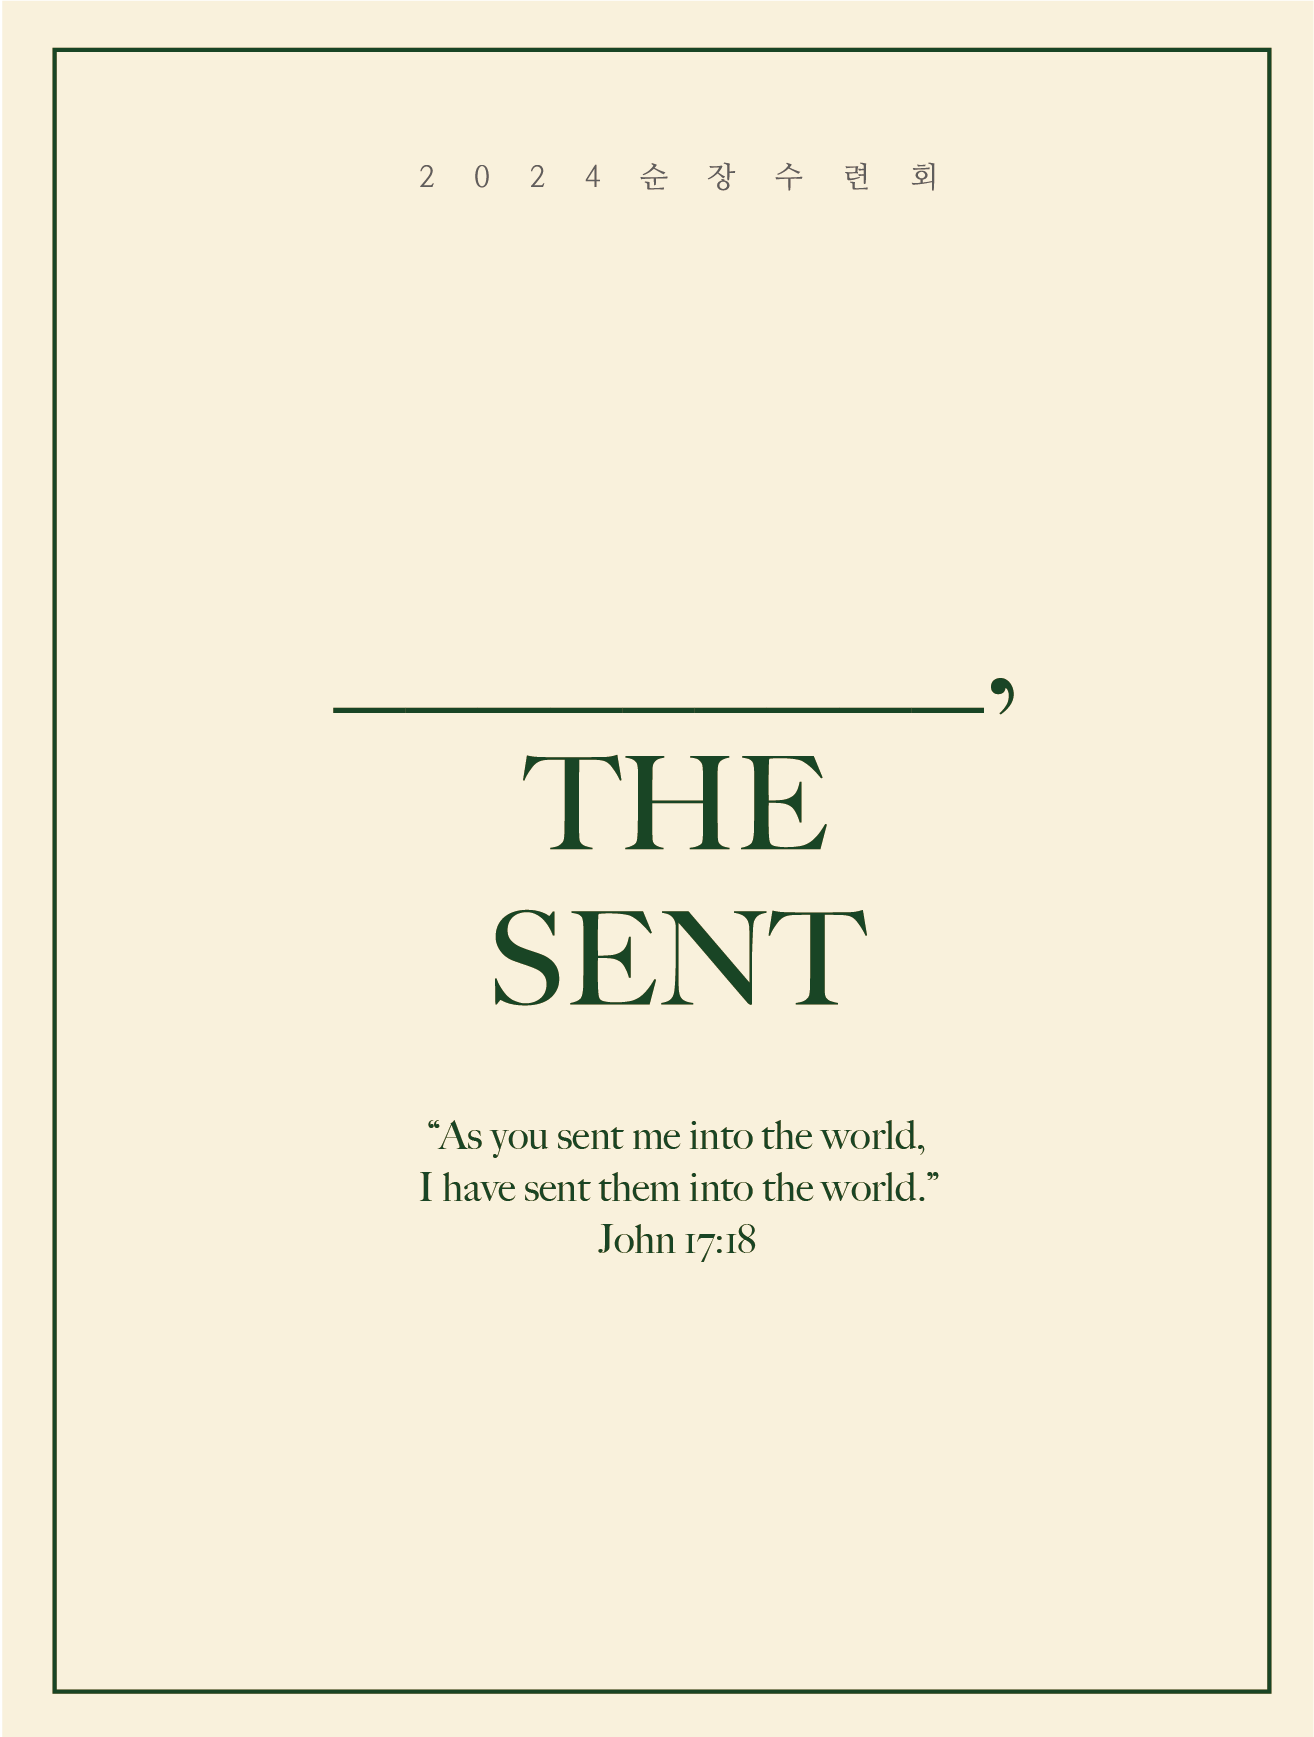 2024순장수련회
__________,
THE
SENT
“As you sent me into the world,
I have sent them into the world.”
John 17:18